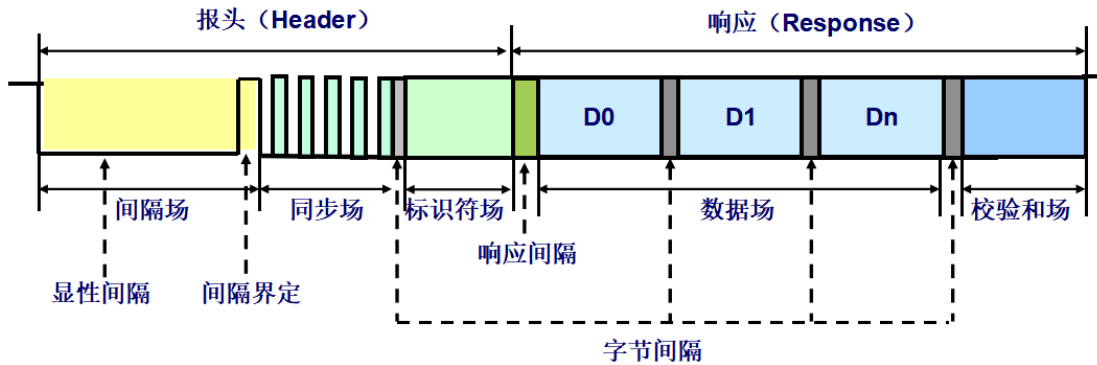 报头（Header）
响应（Response）
D0
D1
Dn
间隔场
同步场
标识符场
数据场
校验和场
响应间隔
显性间隔
间隔界定
字节间隔